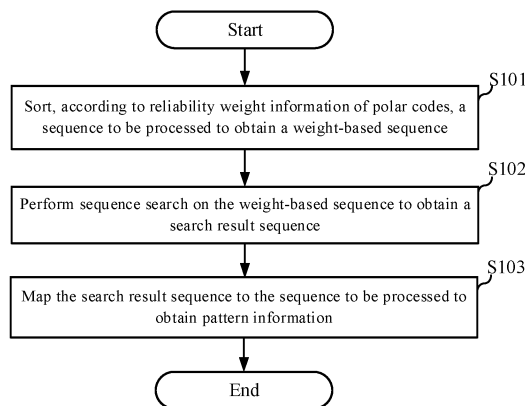 Start
S101
Sort, according to reliability weight information of polar codes, a
sequence to be processed to obtain a weight-based sequence
S102
Perform sequence search on the weight-based sequence to obtain a
search result sequence
S103
Map the search result sequence to the sequence to be processed to
obtain pattern information
End